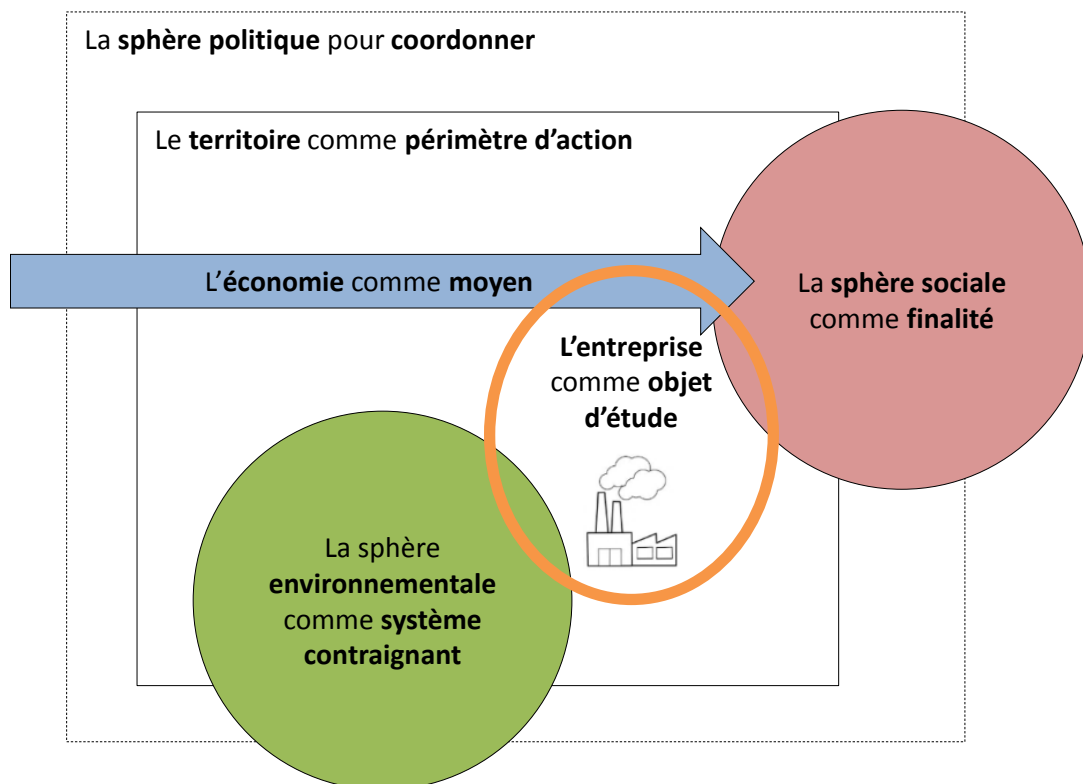 La sphère politique pour coordonner
Le territoire comme périmètre d’action
L’économie comme moyen
La sphère sociale
comme finalité
L’entreprise
comme objet
d’étude
La sphère
environnementale
comme système
contraignant